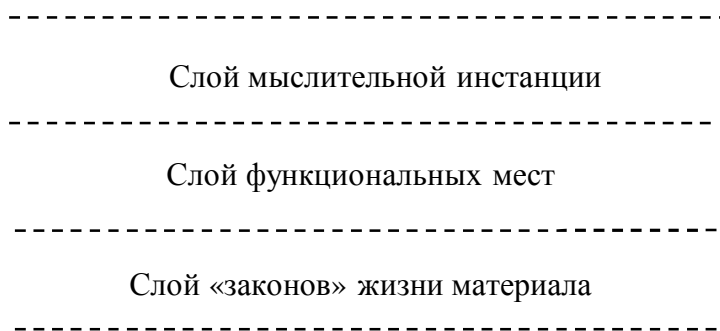 Слой мыслительной инстанции
Слой функциональных мест
Слой «законов» жизни материала